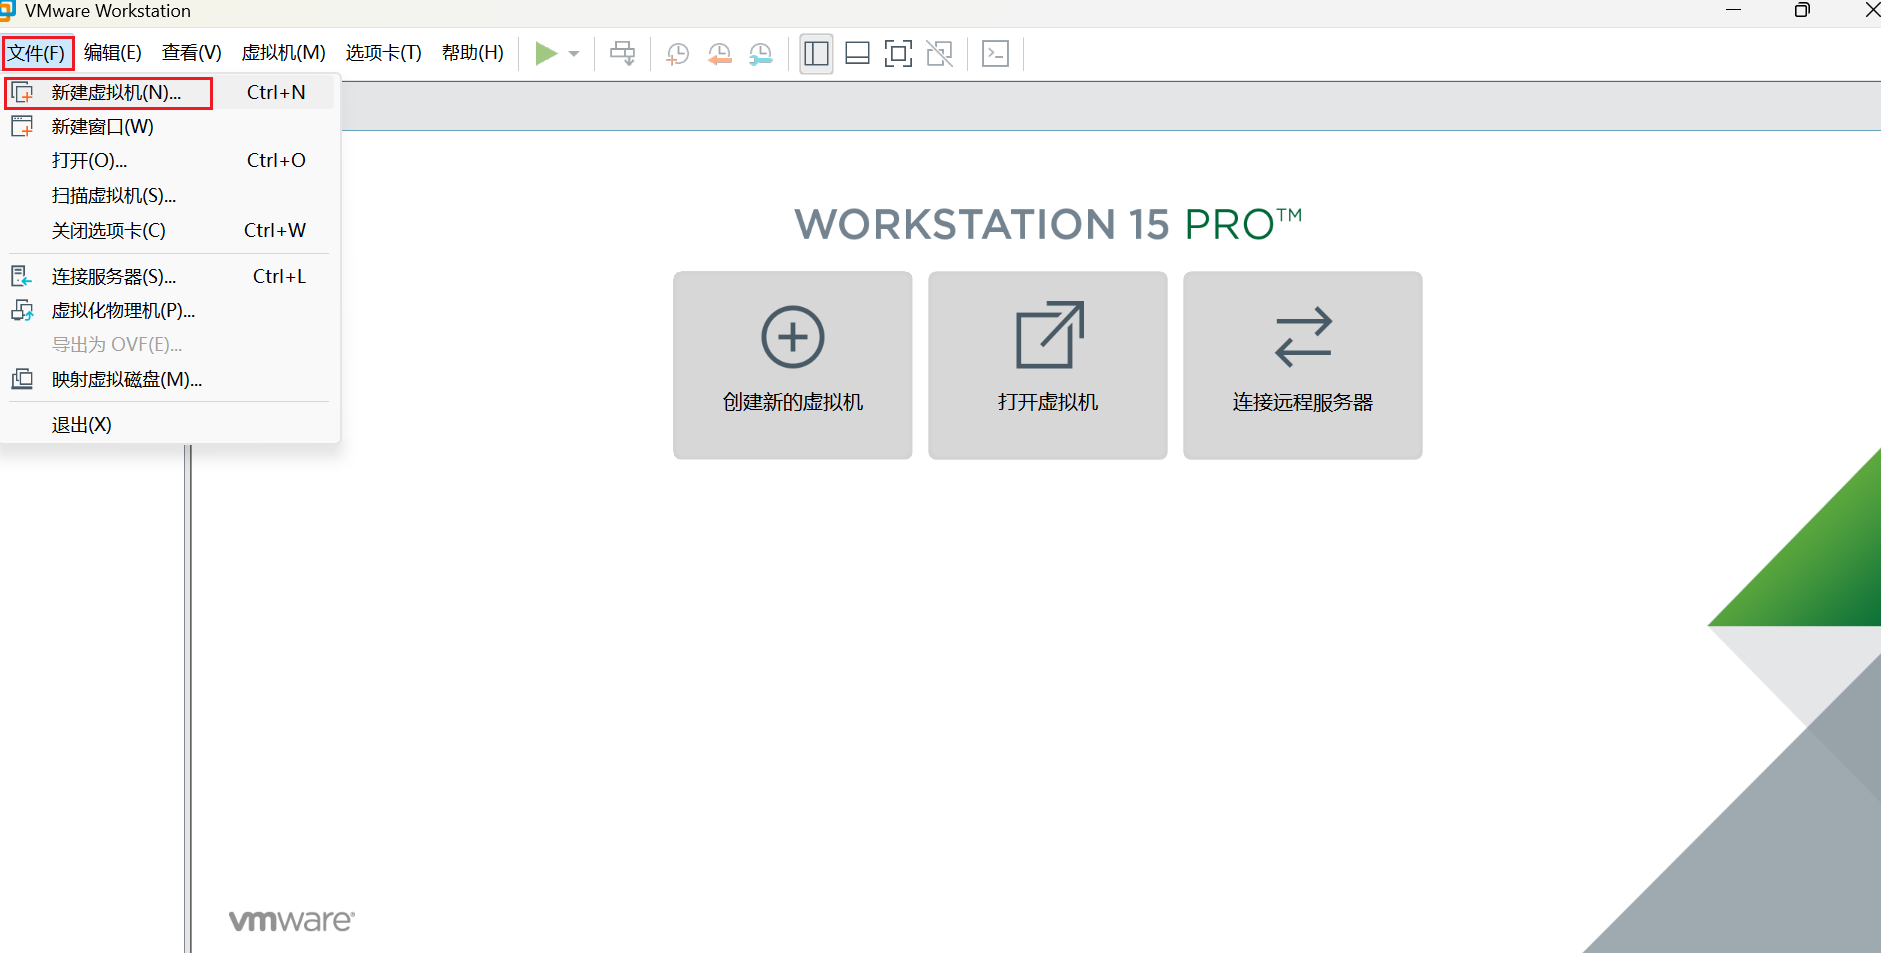 VMware Workstation
文件(F) 编辑(E) 查看(V) 虚拟机(M) 选项卡(T) 帮助(H)
新建虚拟机(N)... Ctrl+N
新建窗口(W)
打开(O)... Ctrl+O
扫描虚拟机(S)...
关闭选项卡(C) Ctrl+W
连接服务器(S)... Ctrl+L
虚拟化物理机(P)...
导出为 OVF(E)...
映射虚拟磁盘(M)...
退出(X)
WORKSTATION 15 PRO™
创建新的虚拟机 打开虚拟机 连接远程服务器
vmware®